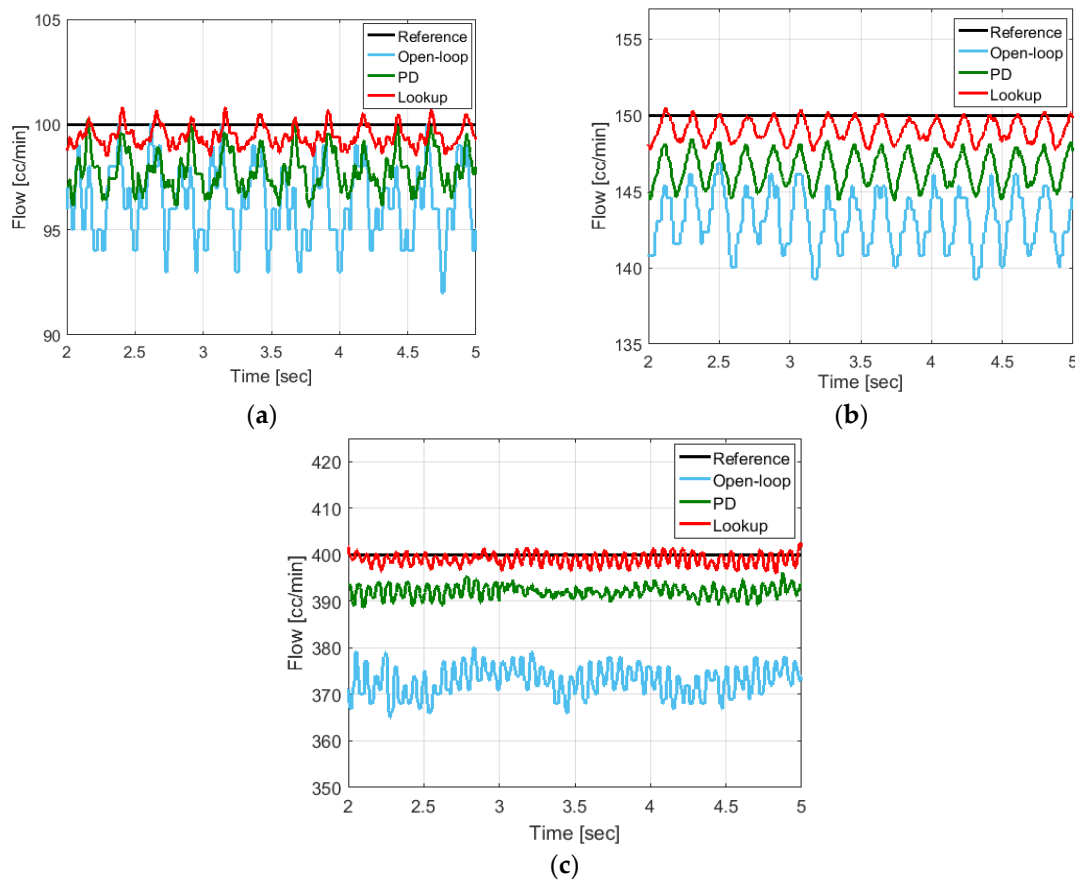 105
100
95
90
Flow [cc/min]
2 2.5 3 3.5 4 4.5 5
Time [sec]
Reference
Open-loop
PD
Lookup
(a)
155
150
145
140
135
Flow [cc/min]
2 2.5 3 3.5 4 4.5 5
Time [sec]
Reference
Open-loop
PD
Lookup
(b)
420
410
400
390
380
370
360
350
Flow [cc/min]
2 2.5 3 3.5 4 4.5 5
Time [sec]
Reference
Open-loop
PD
Lookup
(c)